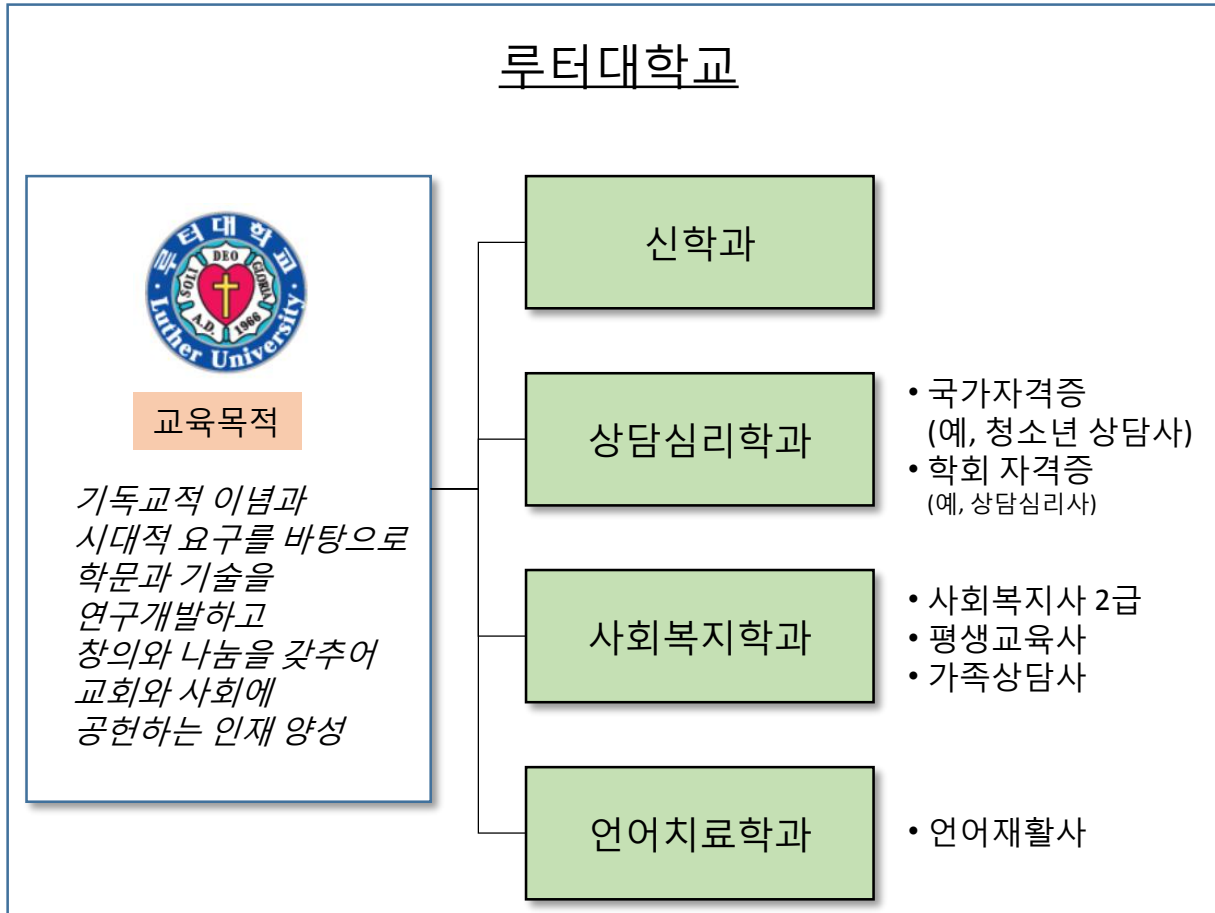 루터대학교
루터대학교
SOLI DEO GLORIA
A.D. 1966
Luther University
교육목적
기독교적 이념과
시대적 요구를 바탕으로
학문과 기술을
연구개발하고
창의와 나눔을 갖추어
교회와 사회에
공헌하는 인재 양성
신학과
상담심리학과
• 국가자격증
(예, 청소년 상담사)
• 학회 자격증
(예, 상담심리사)
사회복지학과
• 사회복지사 2급
• 평생교육사
• 가족상담사
언어치료학과
• 언어재활사